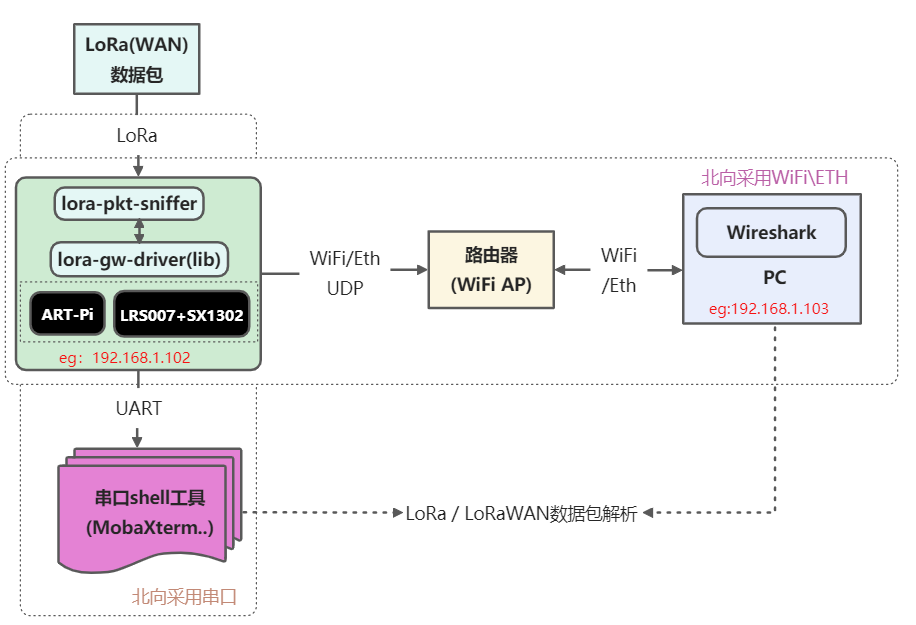 LoRa(WAN)
数据包
LoRa
北向采用WiFi\ETH
lora-pkt-sniffer
lora-gw-driver(lib)
ART-Pi
LRS007+SX1302
eg：192.168.1.102
WiFi/Eth
UDP
路由器
(WiFi AP)
WiFi
/Eth
Wireshark
PC
eg:192.168.1.103
UART
串口shell工具
(MobaXterm..)
LoRa / LoRaWAN数据包解析
北向采用串口